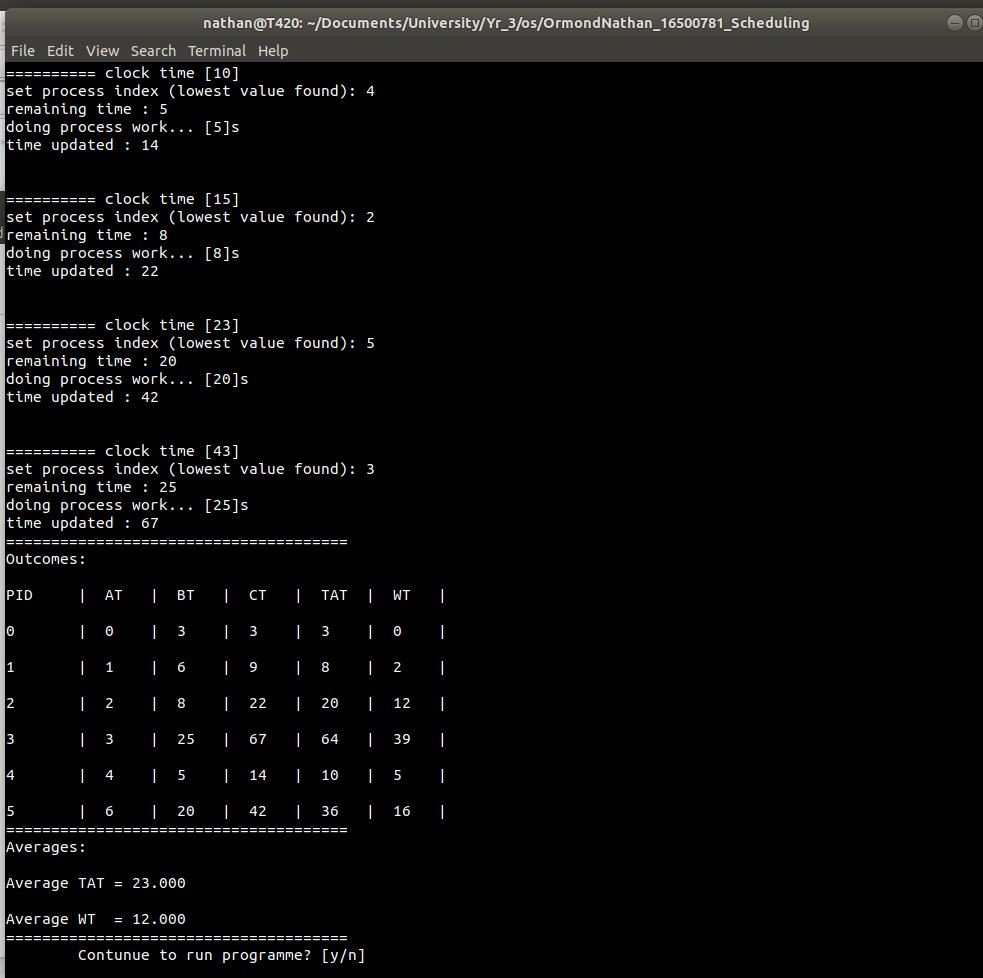 nathan@T420: ~/Documents/University/Yr_3/os/OrmondNathan_16500781_Scheduling
File Edit View Search Terminal Help
========== clock time [10]
set process index (lowest value found): 4
remaining time : 5
doing process work... [5]s
time updated : 14
========== clock time [15]
set process index (lowest value found): 2
remaining time : 8
doing process work... [8]s
time updated : 22
========== clock time [23]
set process index (lowest value found): 5
remaining time : 20
doing process work... [20]s
time updated : 42
========== clock time [43]
set process index (lowest value found): 3
remaining time : 25
doing process work... [25]s
time updated : 67
======================================
Outcomes:
PID | AT | BT | CT | TAT | WT |
0 | 0 | 3 | 3 | 3 | 0 |
1 | 1 | 6 | 9 | 8 | 2 |
2 | 2 | 8 | 22 | 20 | 12 |
3 | 3 | 25 | 67 | 64 | 39 |
4 | 4 | 5 | 14 | 10 | 5 |
5 | 6 | 20 | 42 | 36 | 16 |
======================================
Averages:
Average TAT = 23.000
Average WT = 12.000
======================================
Contunue to run programme? [y/n]